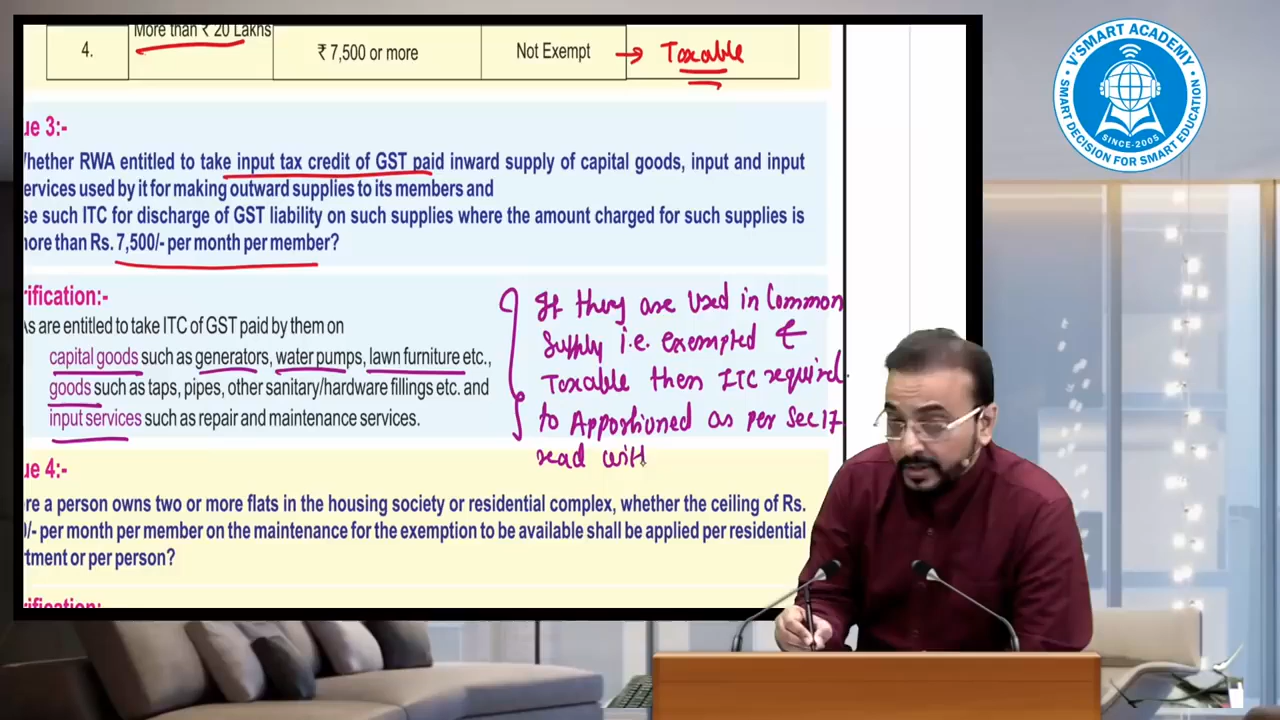 More than ₹ 20 Lakhs
4.
₹ 7,500 or more
Not Exempt
→ Taxable
ue 3:-
hether RWA entitled to take input tax credit of GST paid inward supply of capital goods, input and input
ervices used by it for making outward supplies to its members and
se such ITC for discharge of GST liability on such supplies where the amount charged for such supplies is
ore than Rs. 7,500/- per month per member?
rification:-
As are entitled to take ITC of GST paid by them on
capital goods such as generators, water pumps, lawn furniture etc.,
goods such as taps, pipes, other sanitary/hardware fillings etc. and
input services such as repair and maintenance services.
If they are used in Common
Supply i.e. exempted &
Taxable then ITC required
to Apportioned as per Sec 17
read with
ue 4:-
re a person owns two or more flats in the housing society or residential complex, whether the ceiling of Rs.
/- per month per member on the maintenance for the exemption to be available shall be applied per residential
tment or per person?
rification:
V'SMART ACADEMY
SMART DECISION FOR SMART EDUCATION
SINCE-2005